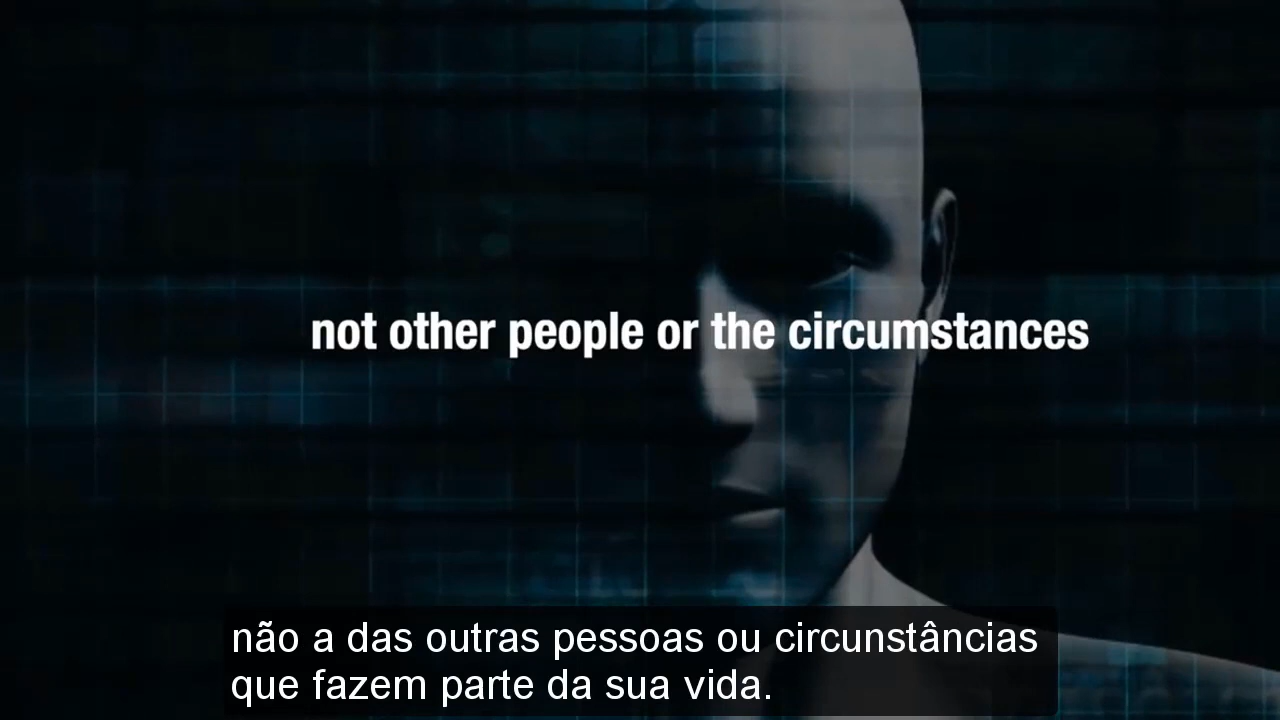 not other people or the circumstances
não a das outras pessoas ou circunstâncias
que fazem parte da sua vida.